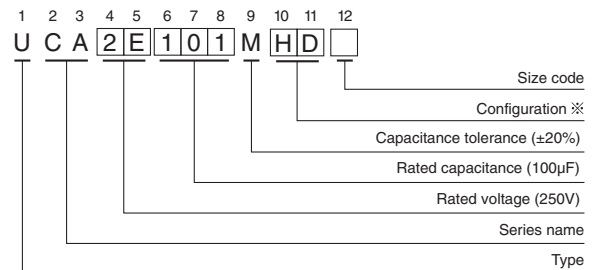 1 2 3 4 5 6 7 8 9 10 11 12
U C A 2 E 1 0 1 M H D
Size code
Configuration ※
Capacitance tolerance (±20%)
Rated capacitance (100µF)
Rated voltage (250V)
Series name
Type